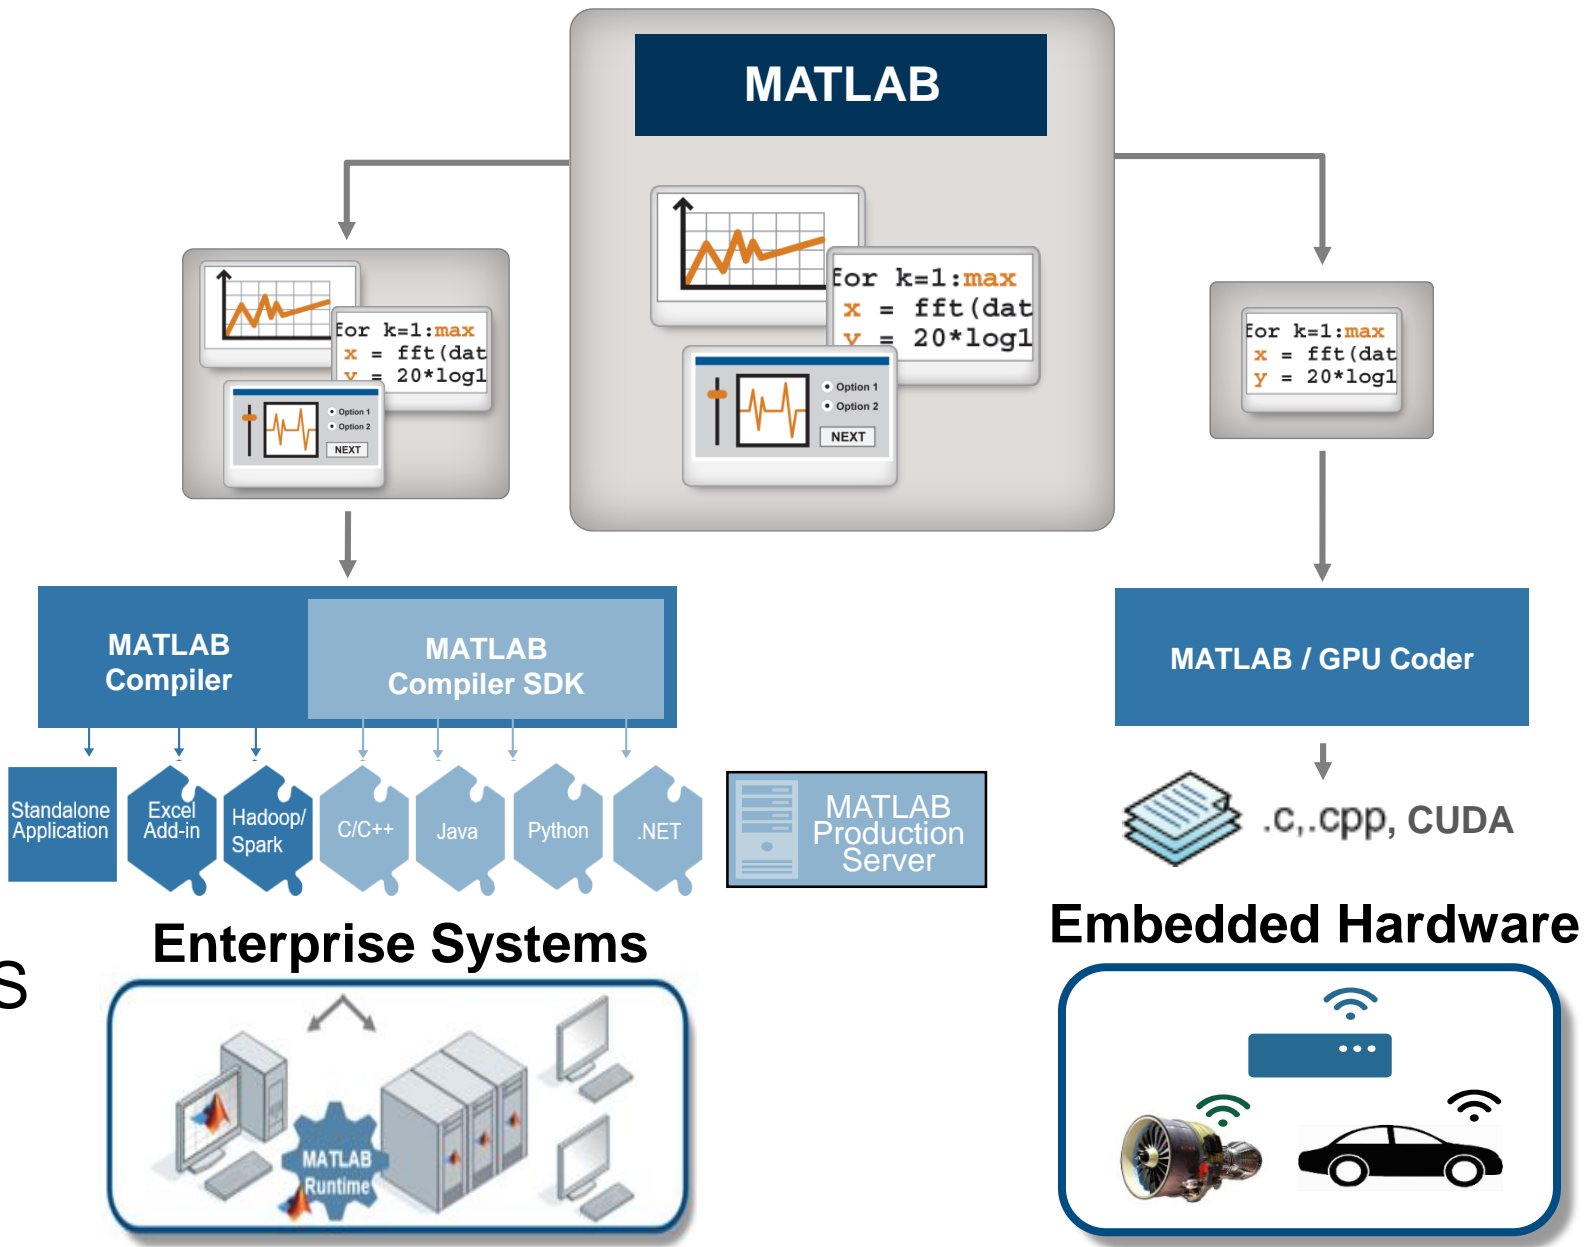 MATLAB
for k=1:max
x = fft(dat
y = 20*log1
Option 1
Option 2
NEXT
for k=1:max
x = fft(dat
y = 20*log1
Option 1
Option 2
NEXT
for k=1:max
x = fft(dat
y = 20*log1
MATLAB
Compiler
MATLAB
Compiler SDK
MATLAB / GPU Coder
Standalone
Application
Excel
Add-in
Hadoop/
Spark
C/C++
Java
Python
.NET
MATLAB
Production
Server
.c,.cpp, CUDA
Enterprise Systems
Embedded Hardware
s
MATLAB
Runtime